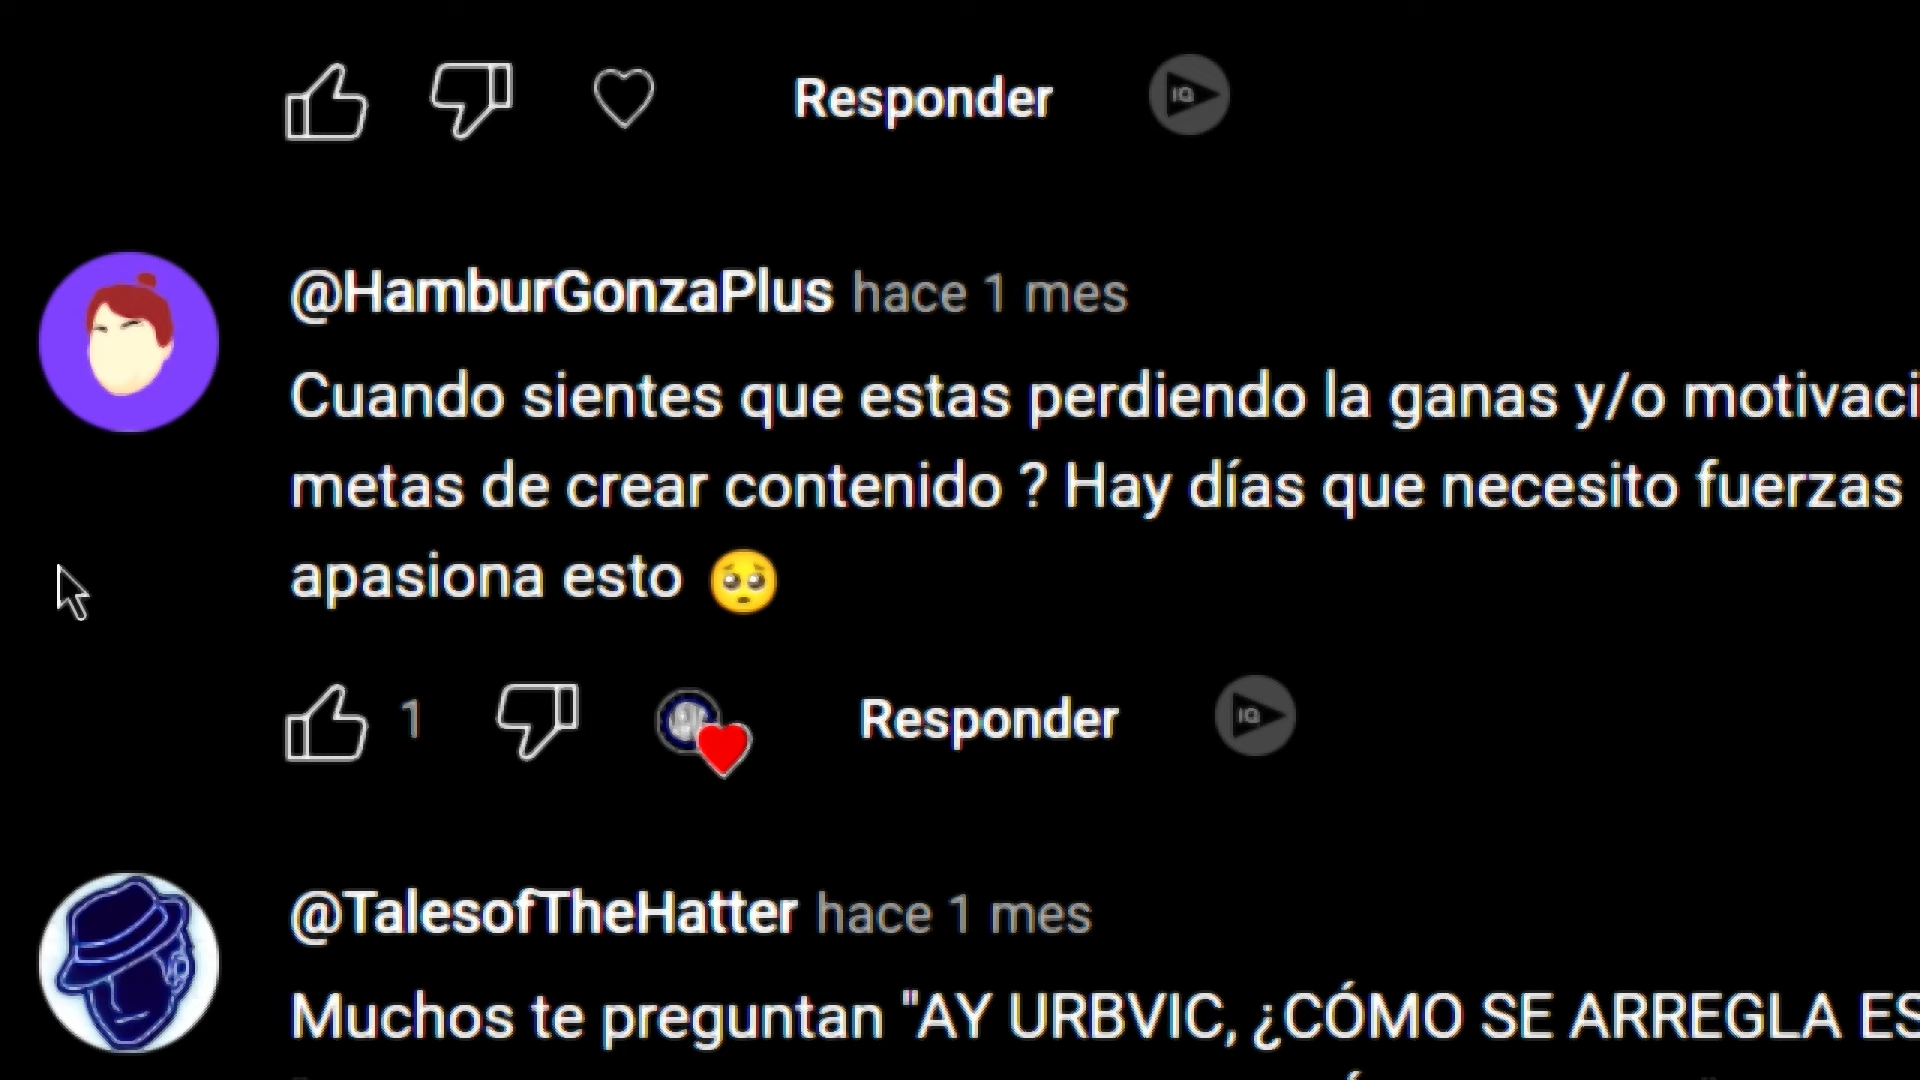 Responder
IQ
@HamburGonzaPlus hace 1 mes
Cuando sientes que estas perdiendo la ganas y/o motivaci
metas de crear contenido ? Hay días que necesito fuerzas
apasiona esto 🥺
1
Responder
IQ
@TalesofTheHatter hace 1 mes
Muchos te preguntan "AY URBVIC, ¿CÓMO SE ARREGLA ES